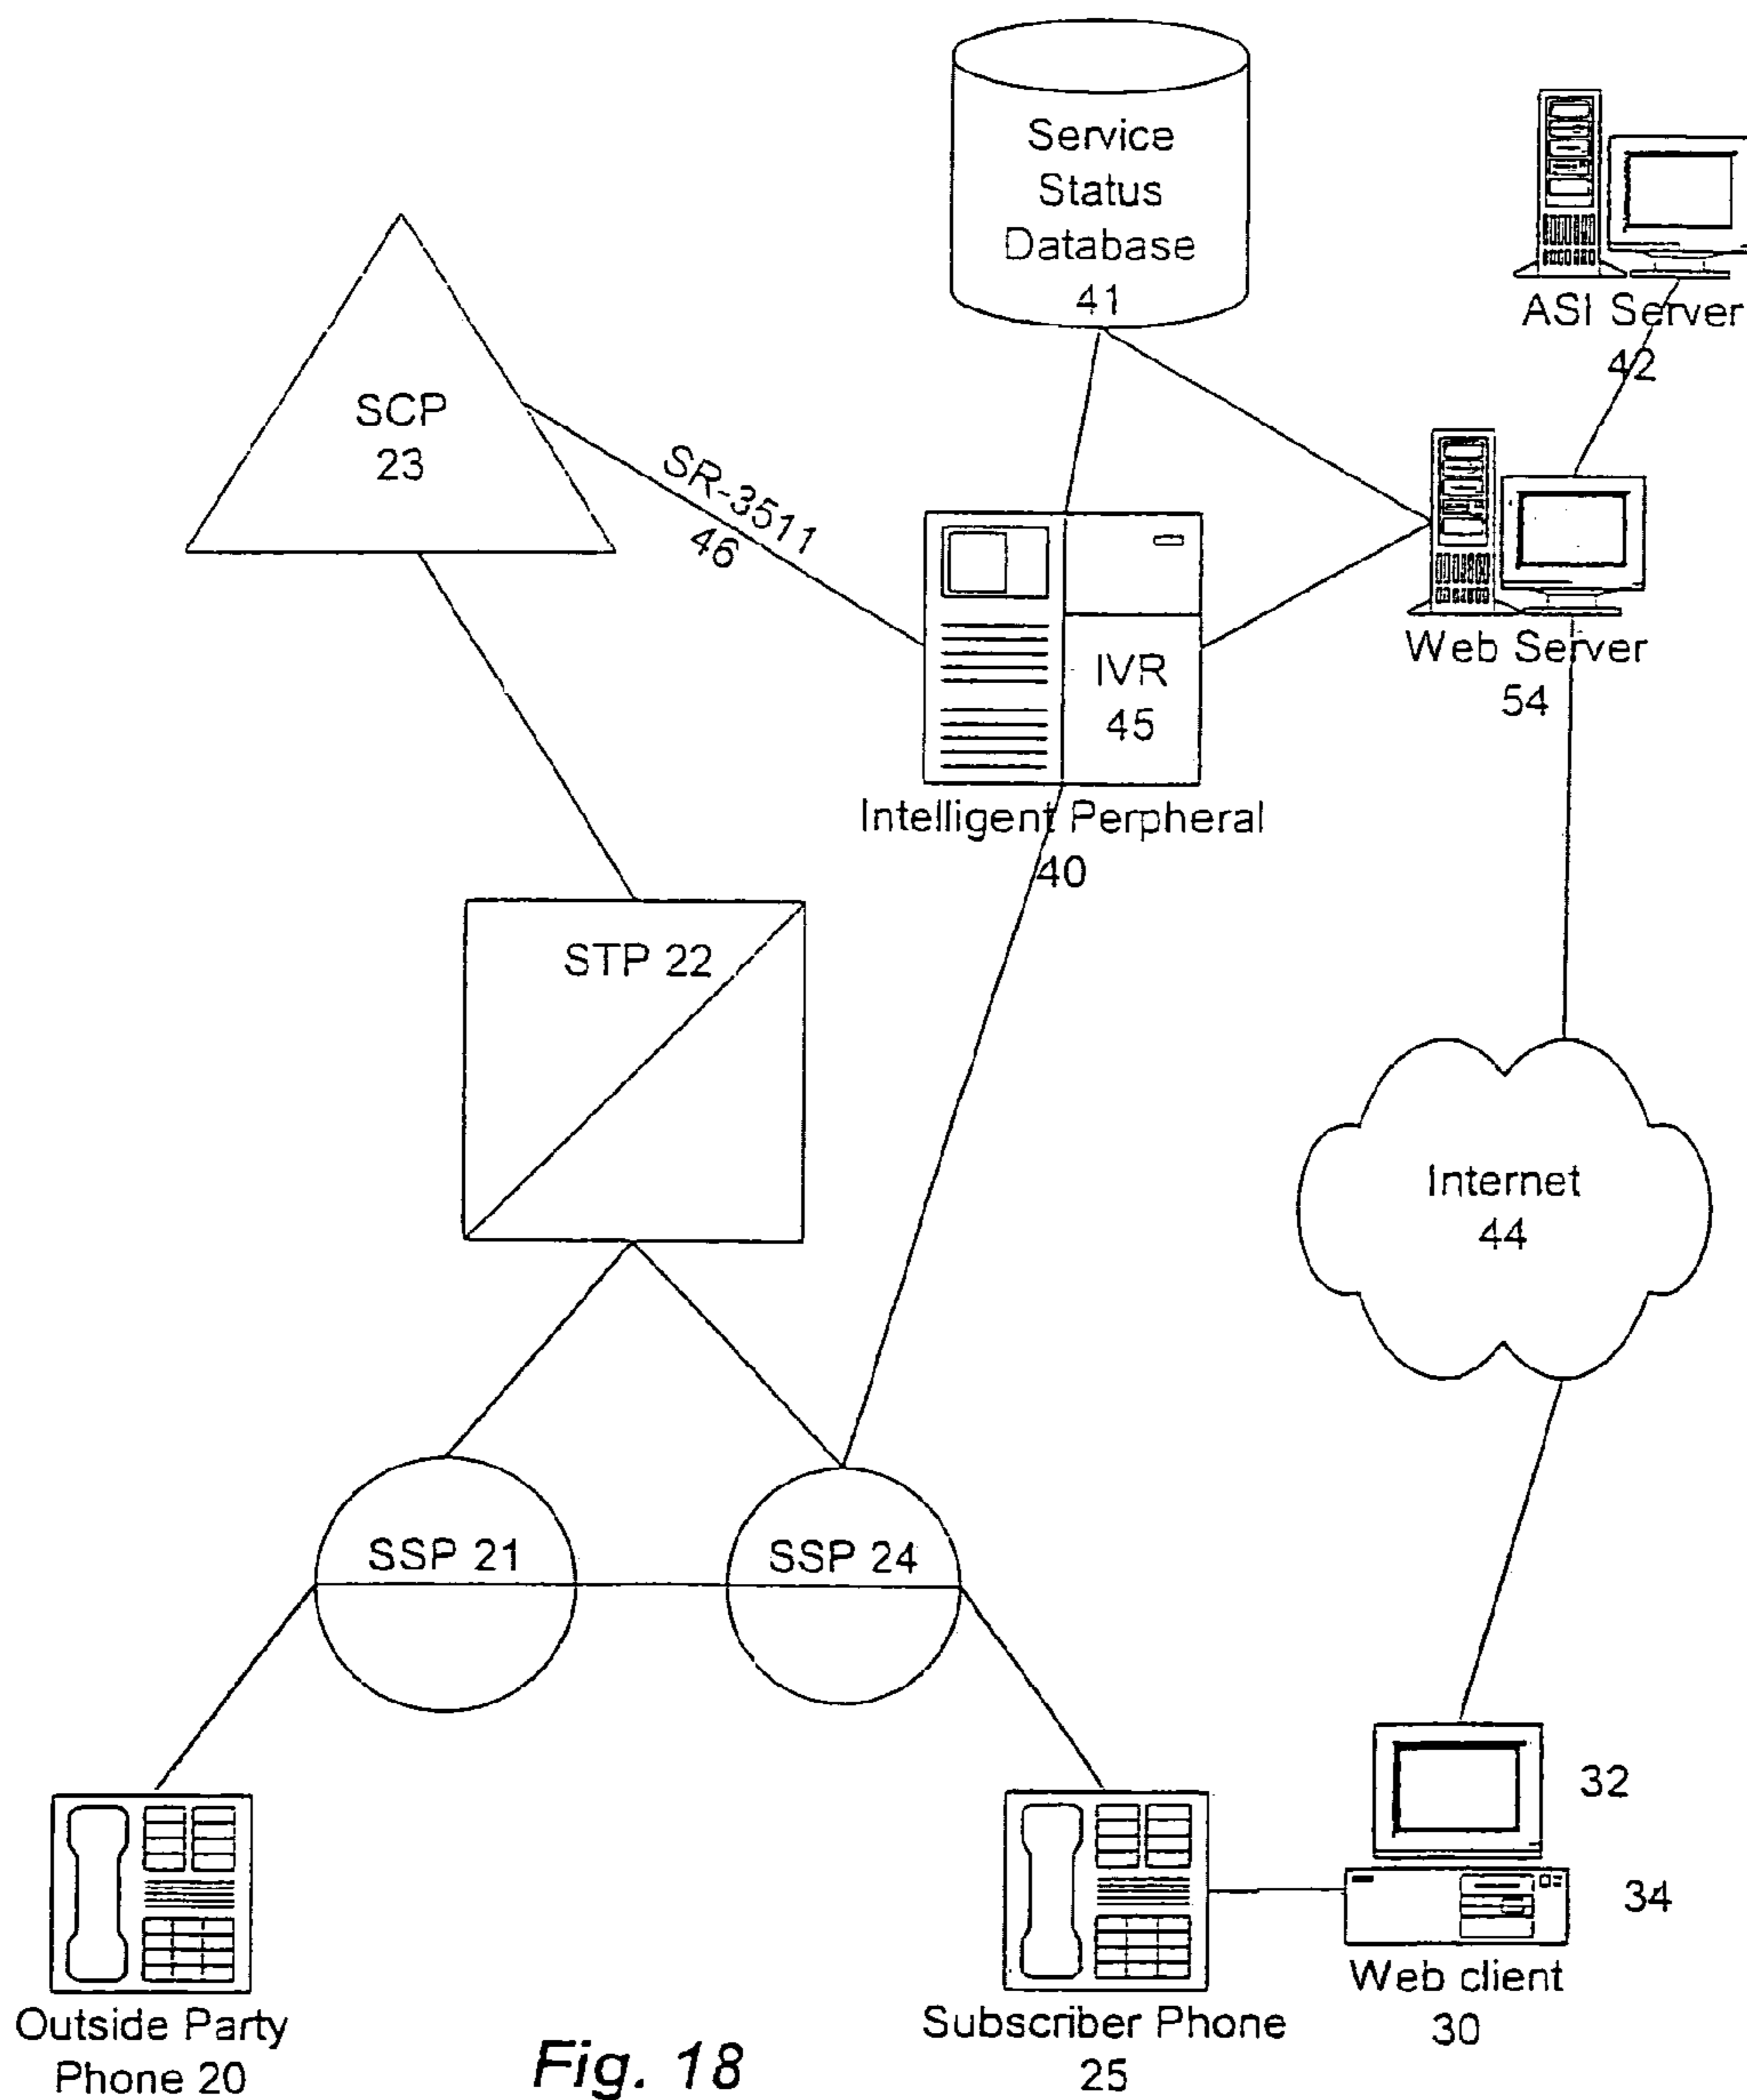 Service
Status
Database
41
ASI Server
42
SCP
23
SR-3511
46
Web Server
54
IVR
45
Intelligent Perpheral
40
STP 22
Internet
44
SSP 21
SSP 24
32
34
Web client
30
Subscriber Phone
25
Outside Party
Phone 20
Fig. 18